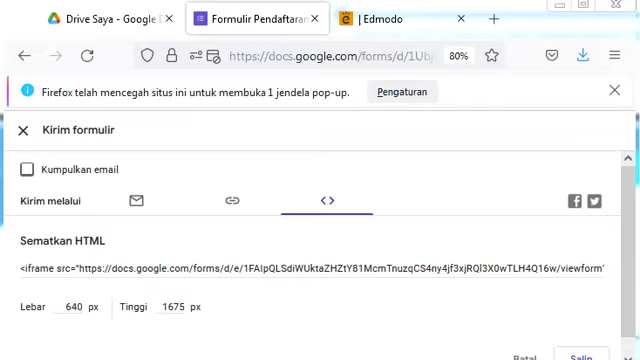 Drive Saya - Google D
Formulir Pendaftaran
| Edmodo
https://docs.google.com/forms/d/1Ubj
80%
Firefox telah mencegah situs ini untuk membuka 1 jendela pop-up.
Pengaturan
Kirim formulir
Kumpulkan email
Kirim melalui
Sematkan HTML
<iframe src="https://docs.google.com/forms/d/e/1FAIpQLSdiWUktaZHZtY81McmTnuzqCS4ny4jf3xjRQl3X0wTLH4Q16w/viewform"
Lebar 640 px Tinggi 1675 px
Batal Salin